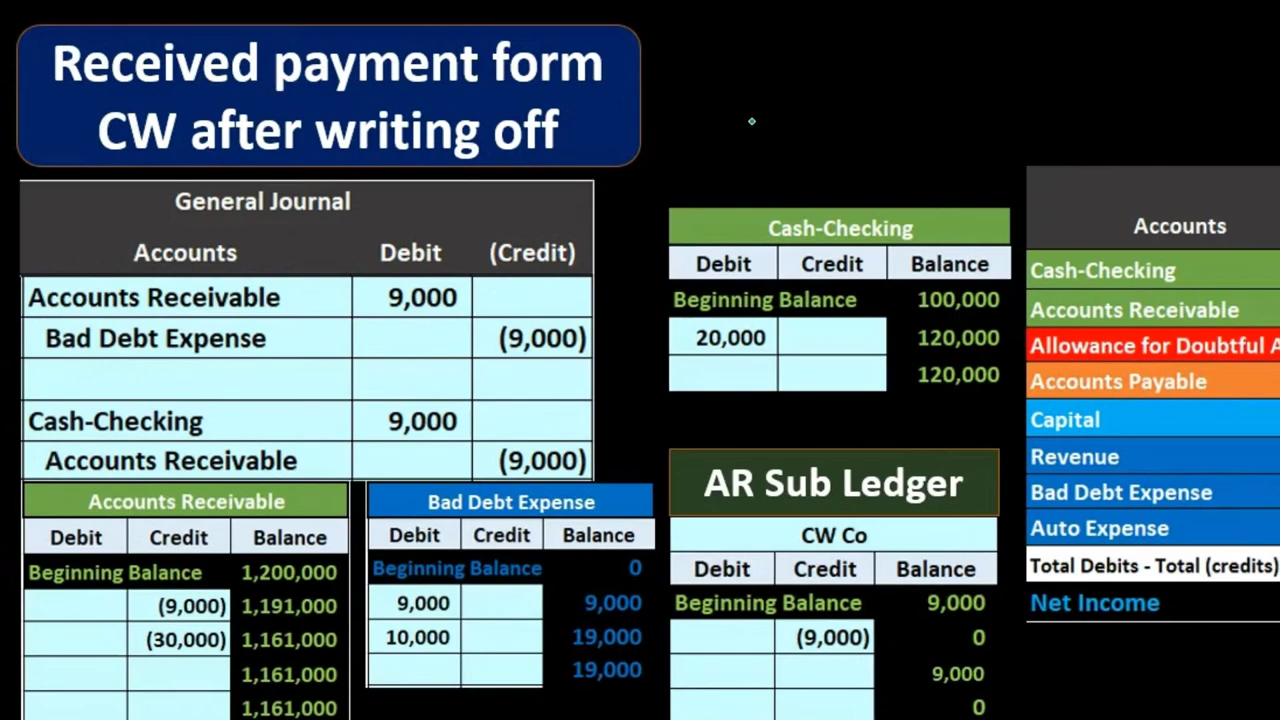 Received payment form
CW after writing off
General Journal
Accounts Debit (Credit)
Accounts Receivable 9,000
Bad Debt Expense (9,000)
Cash-Checking 9,000
Accounts Receivable (9,000)
Accounts Receivable
Debit Credit Balance
Beginning Balance 1,200,000
(9,000) 1,191,000
(30,000) 1,161,000
1,161,000
1,161,000
Bad Debt Expense
Debit Credit Balance
Beginning Balance 0
9,000 9,000
10,000 19,000
19,000
Cash-Checking
Debit Credit Balance
Beginning Balance 100,000
20,000 120,000
120,000
AR Sub Ledger
CW Co
Debit Credit Balance
Beginning Balance 9,000
(9,000) 0
9,000
0
Accounts
Cash-Checking
Accounts Receivable
Allowance for Doubtful A
Accounts Payable
Capital
Revenue
Bad Debt Expense
Auto Expense
Total Debits - Total (credits)
Net Income